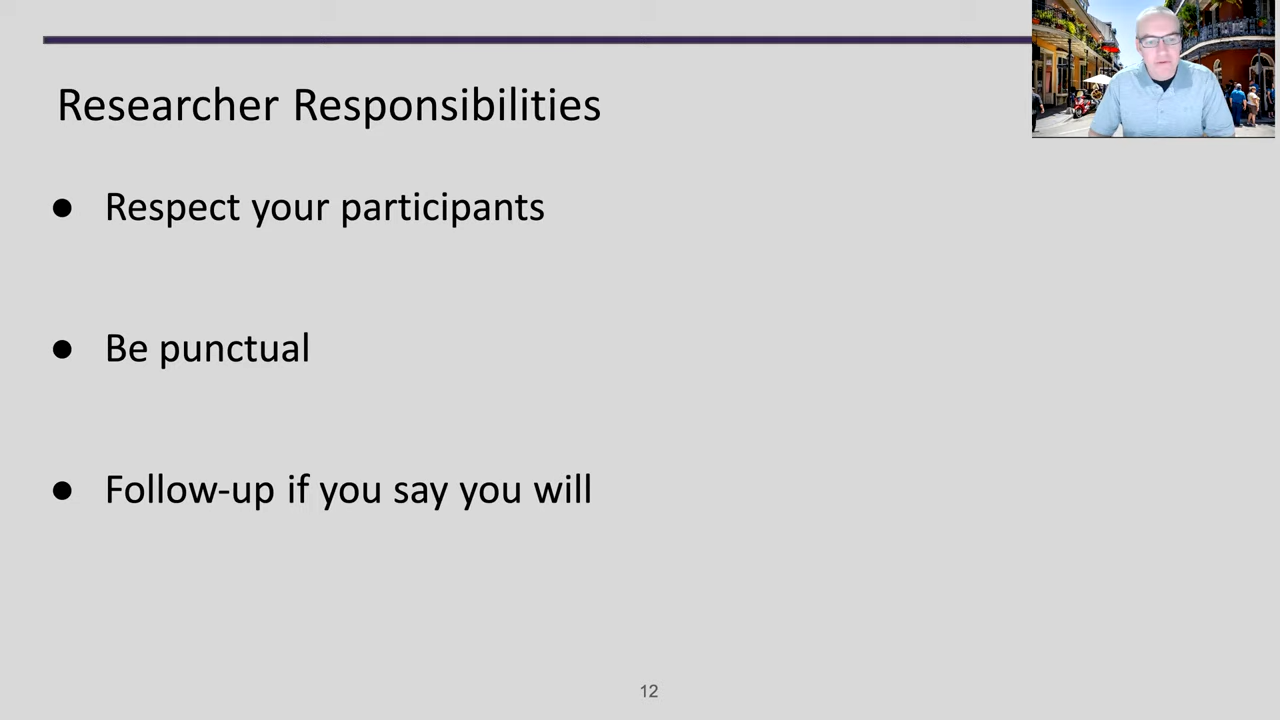 Researcher Responsibilities
● Respect your participants
● Be punctual
● Follow-up if you say you will
12